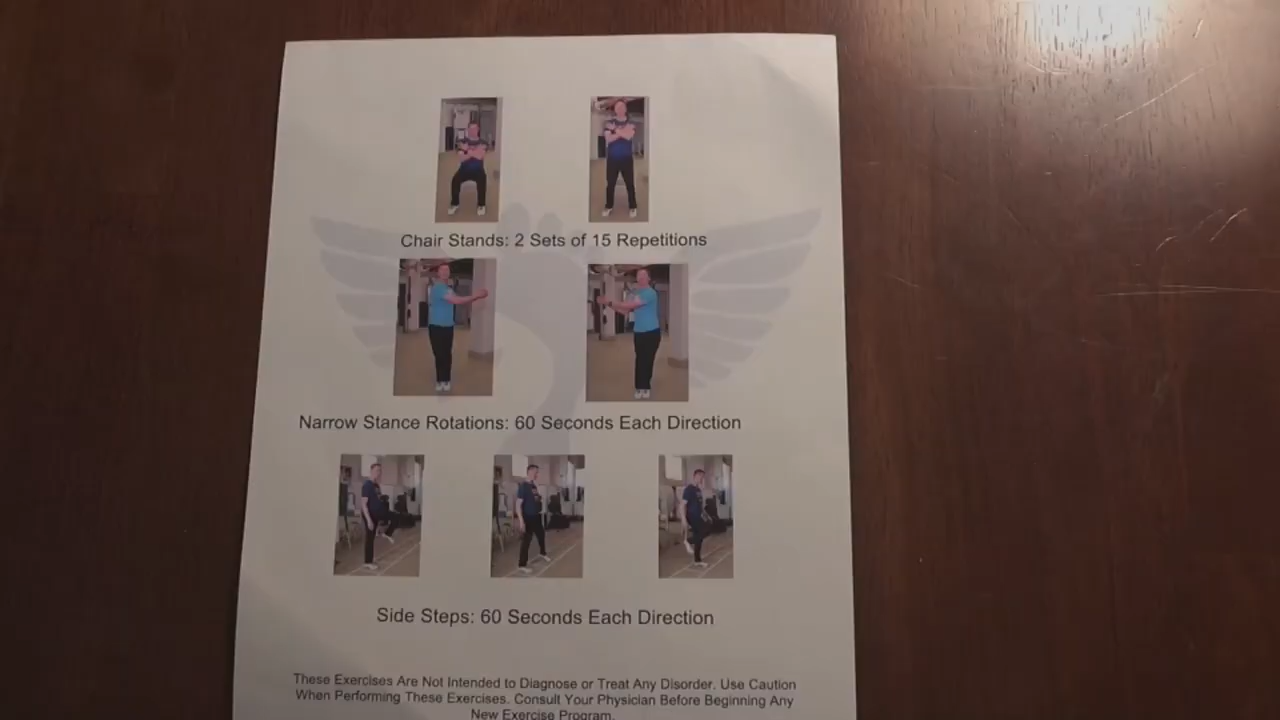 Chair Stands: 2 Sets of 15 Repetitions
Narrow Stance Rotations: 60 Seconds Each Direction
Side Steps: 60 Seconds Each Direction
These Exercises Are Not Intended to Diagnose or Treat Any Disorder. Use Caution
When Performing These Exercises. Consult Your Physician Before Beginning Any
New Exercise Program.